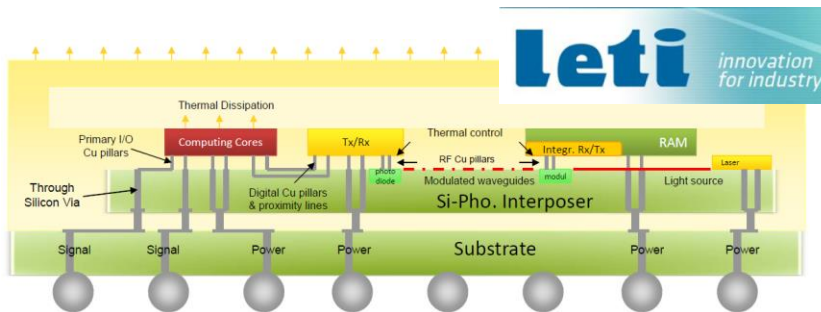 leti
innovation
for industry
Thermal Dissipation
Primary I/O
Cu pillars
Computing Cores
Tx/Rx
Thermal control
Integr. Rx/Tx
RAM
RF Cu pillars
Laser
Through
Silicon Via
Digital Cu pillars
& proximity lines
photo
diode
Modulated waveguides
modul
Light source
Si-Pho. Interposer
Signal
Signal
Power
Power
Substrate
Power
Power